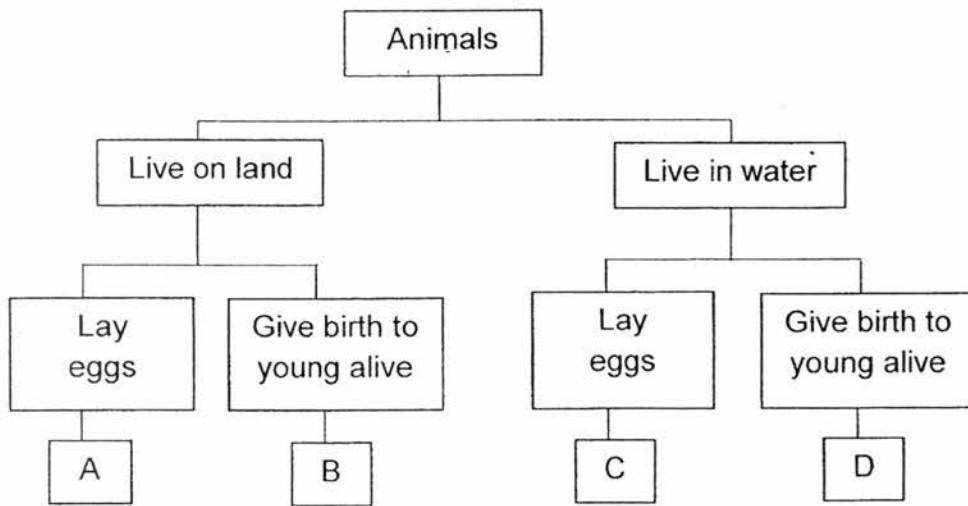 Animals
Live on land
Live in water
Lay
eggs
Give birth to
young alive
Lay
eggs
Give birth to
young alive
A
B
C
D